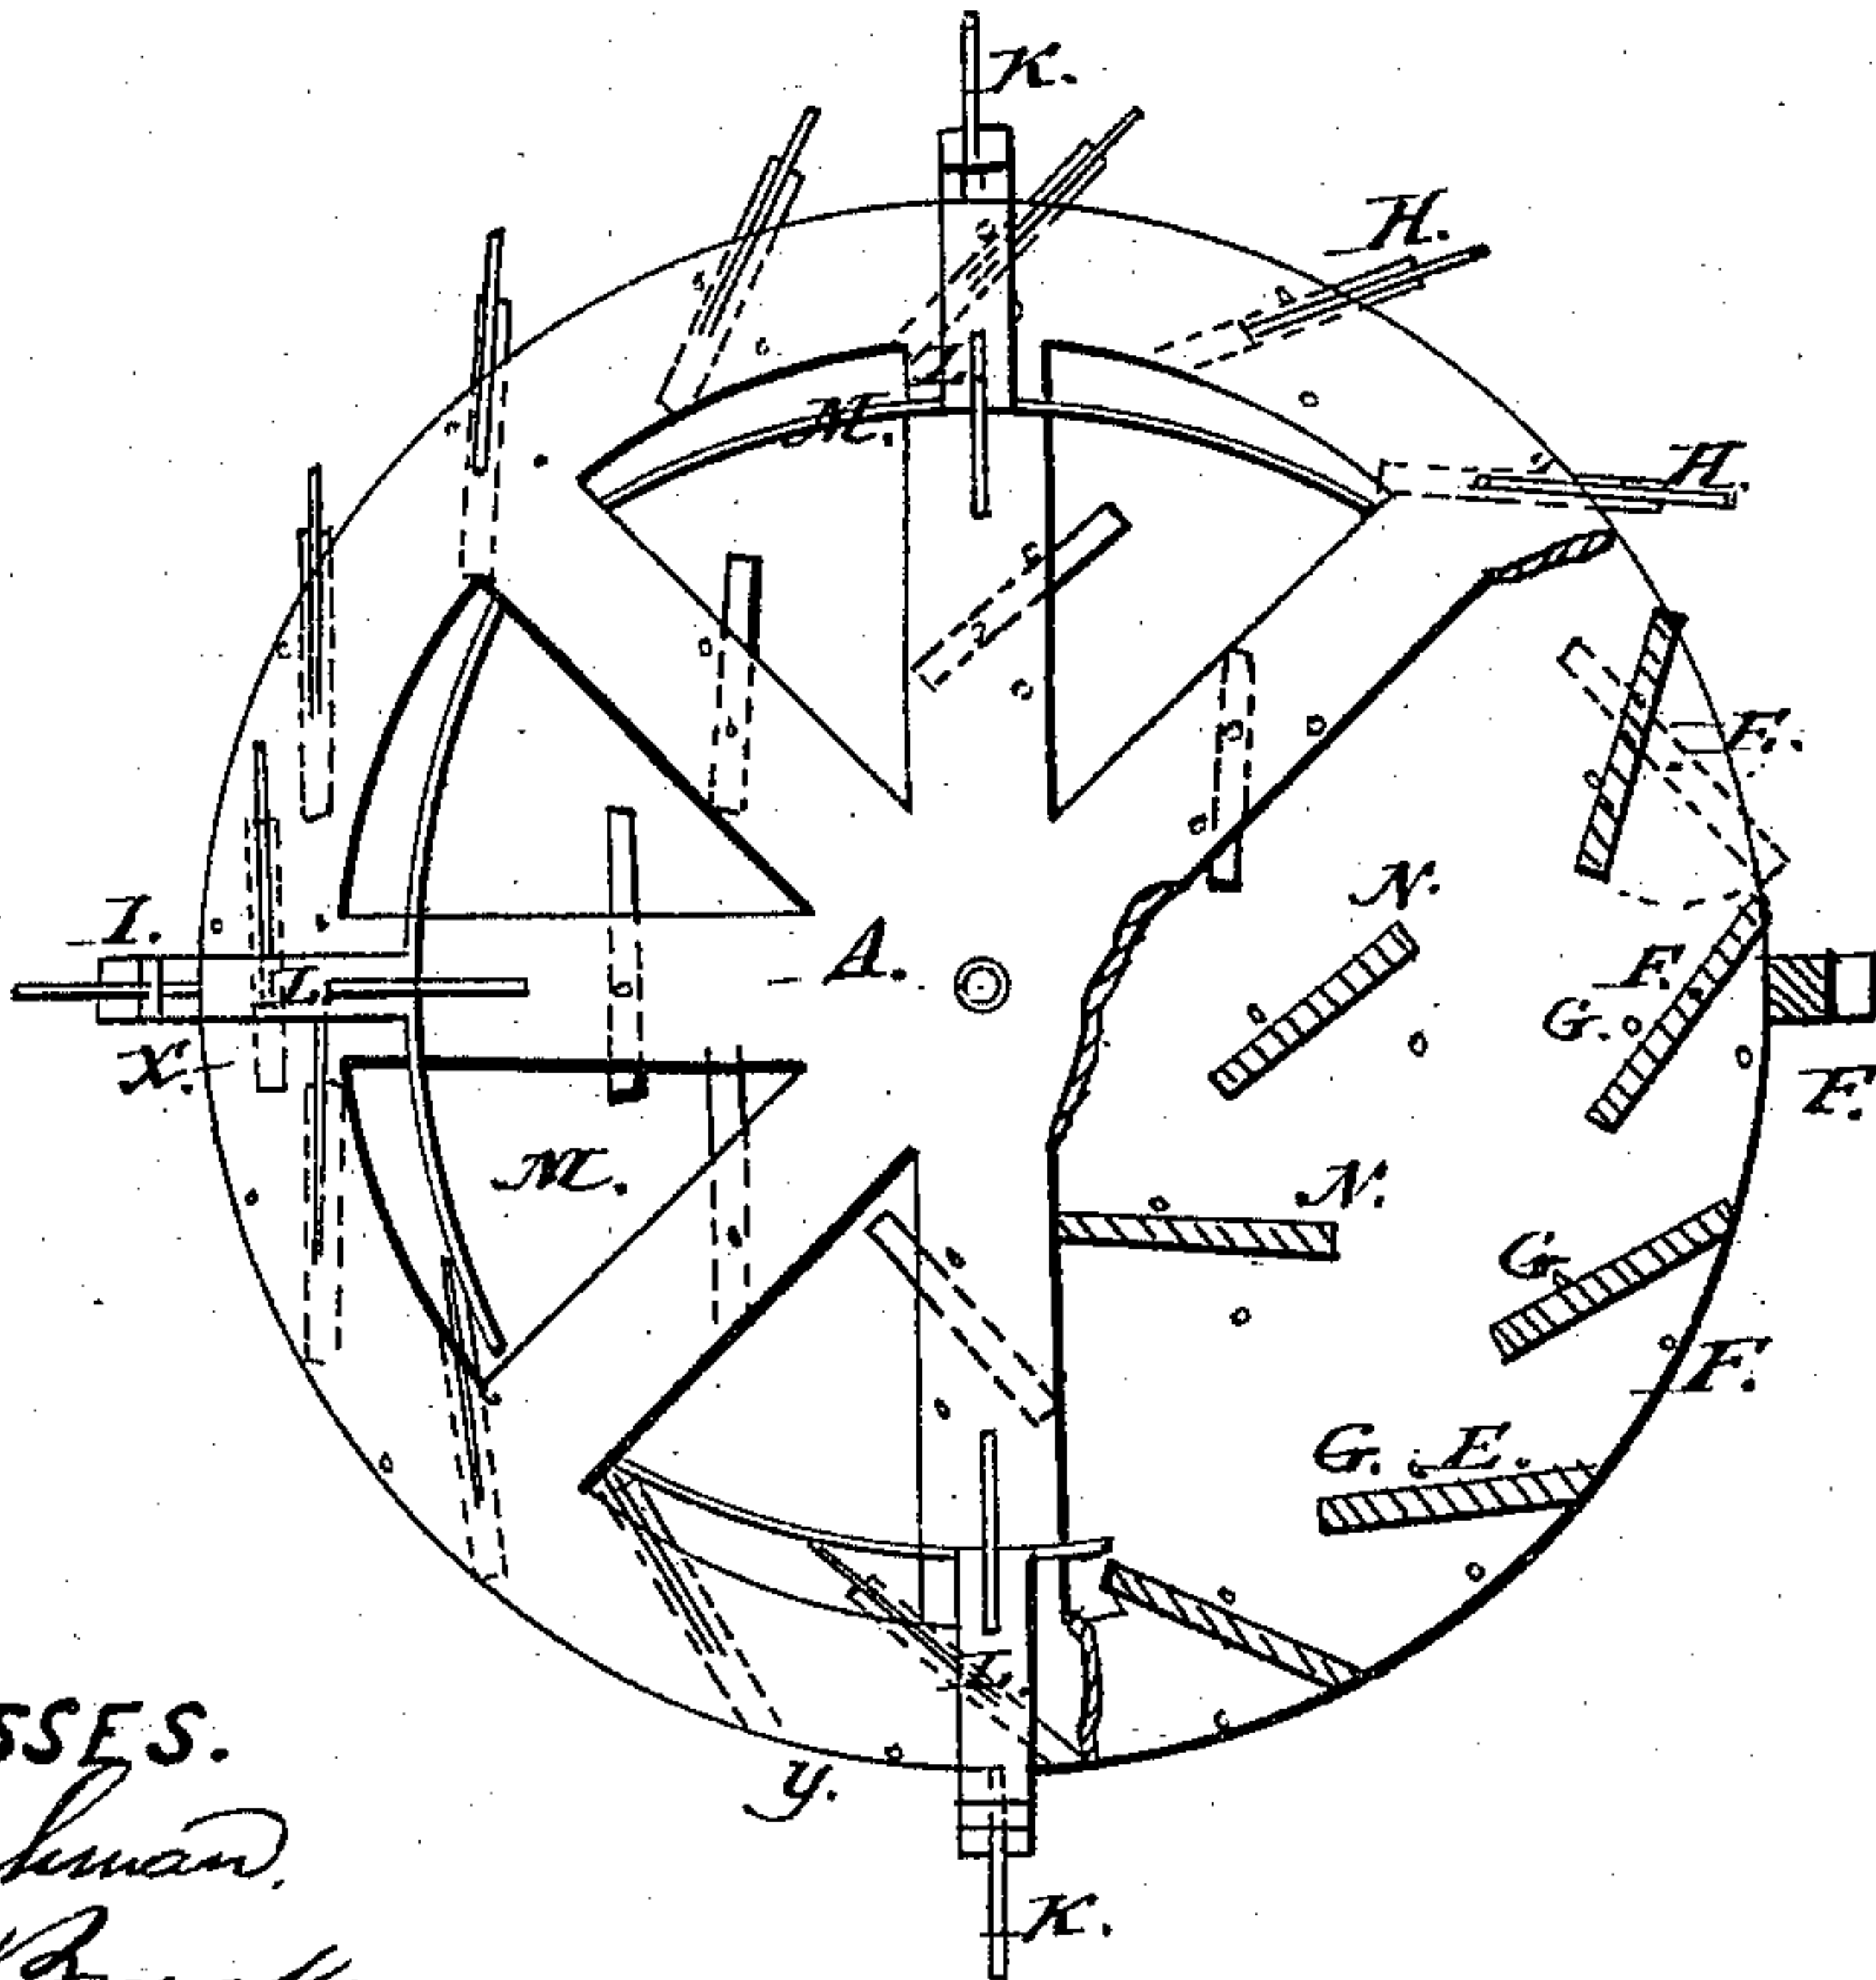 K.
H.
L
M.
H.
F.
N.
I.
A.
F.
L.
G.
X.
F.
M.
N.
G.
F.
G. E.
L.
SSES.
y.
K.